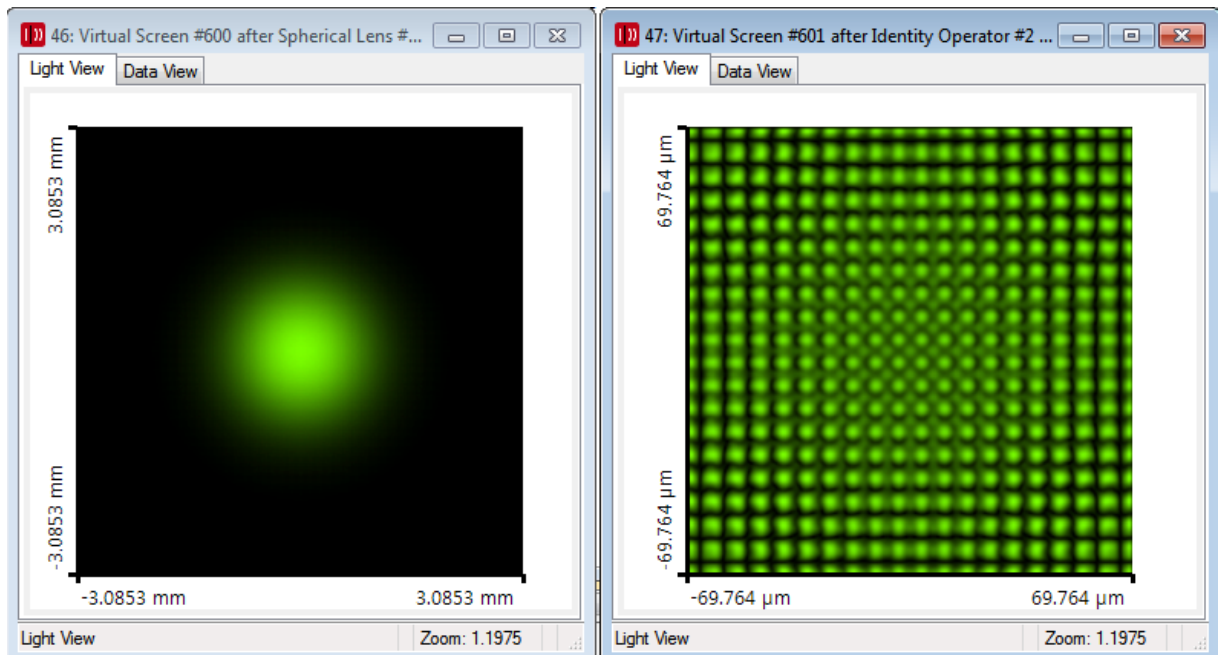 46: Virtual Screen #600 after Spherical Lens #...
Light View
Data View
3.0853 mm
-3.0853 mm
-3.0853 mm
3.0853 mm
Light View
Zoom: 1.1975
47: Virtual Screen #601 after Identity Operator #2 ...
Light View
Data View
69.764 µm
-69.764 µm
-69.764 µm
69.764 µm
Light View
Zoom: 1.1975